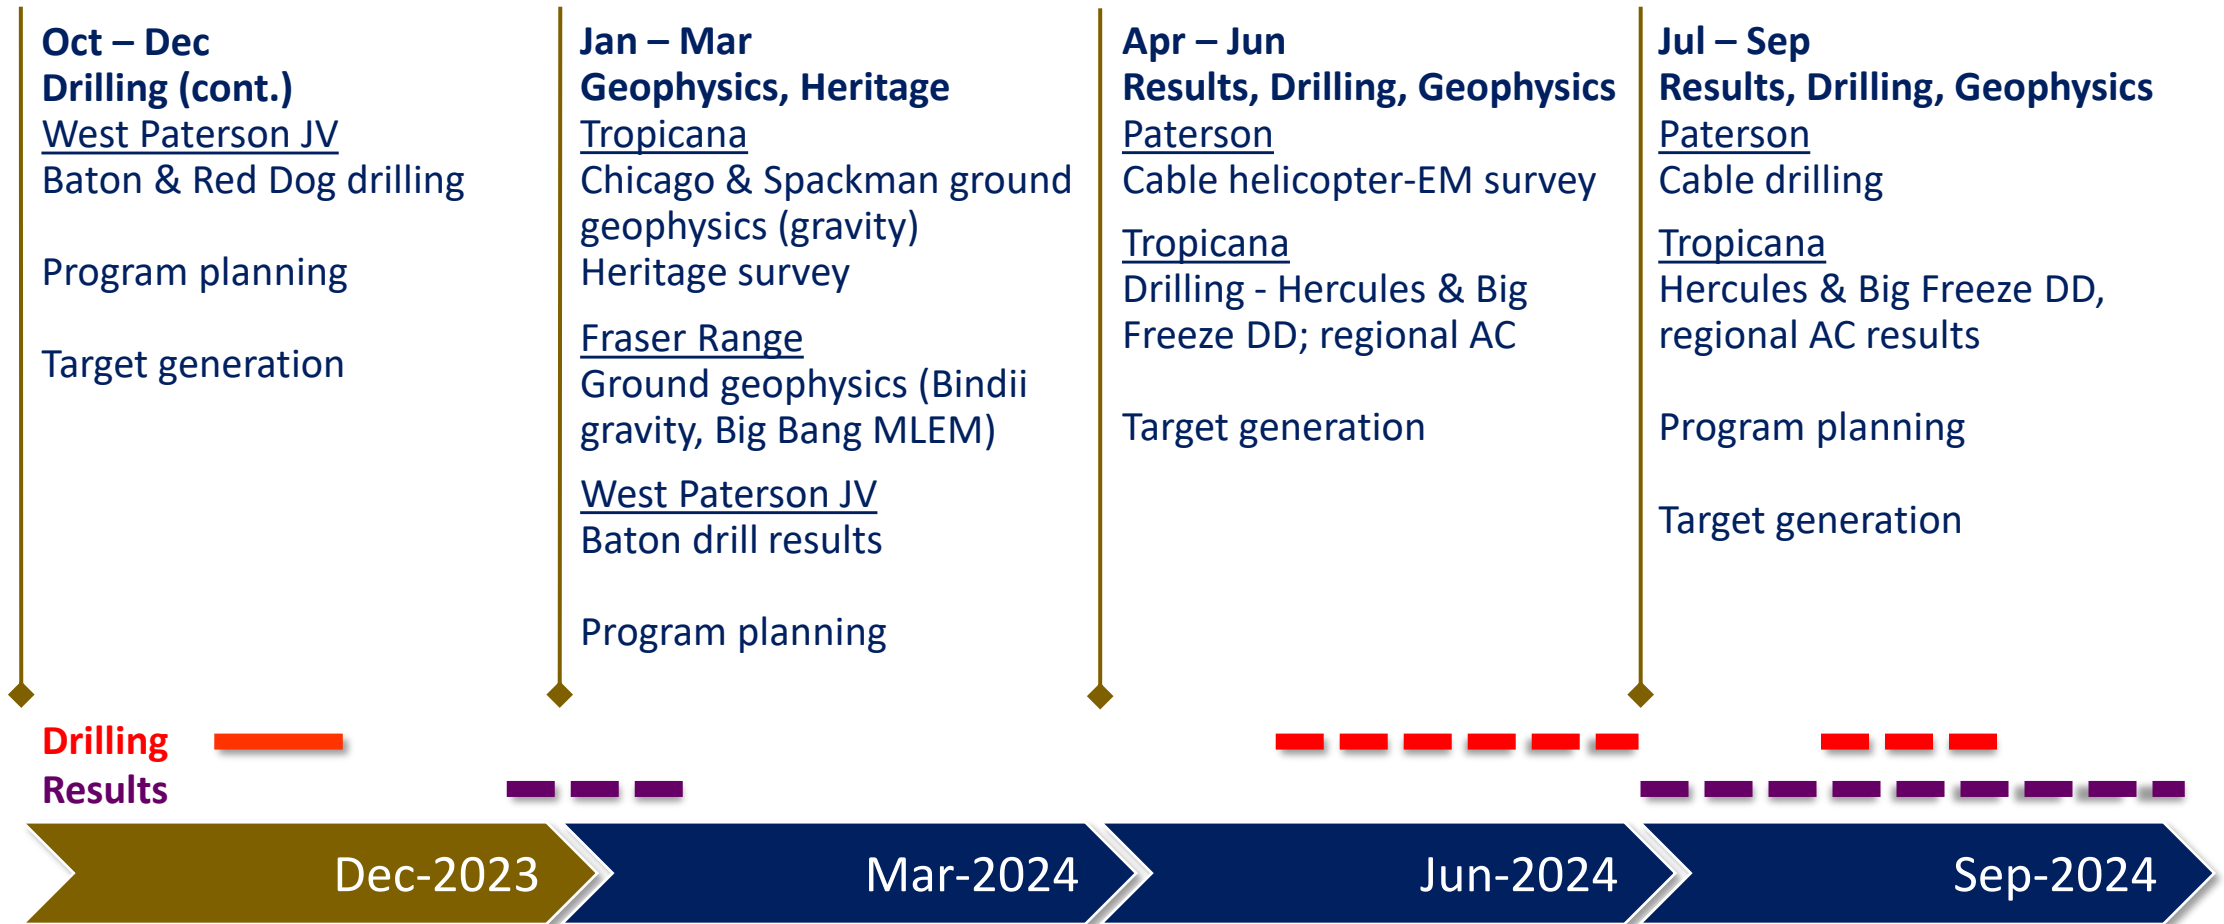 Oct – Dec
Drilling (cont.)
West Paterson JV
Baton & Red Dog drilling
Program planning
Target generation
Jan – Mar
Geophysics, Heritage
Tropicana
Chicago & Spackman ground
geophysics (gravity)
Heritage survey
Fraser Range
Ground geophysics (Bindii
gravity, Big Bang MLEM)
West Paterson JV
Baton drill results
Program planning
Apr – Jun
Results, Drilling, Geophysics
Paterson
Cable helicopter-EM survey
Tropicana
Drilling - Hercules & Big
Freeze DD; regional AC
Target generation
Jul – Sep
Results, Drilling, Geophysics
Paterson
Cable drilling
Tropicana
Hercules & Big Freeze DD,
regional AC results
Program planning
Target generation
Drilling
Results
Dec-2023
Mar-2024
Jun-2024
Sep-2024